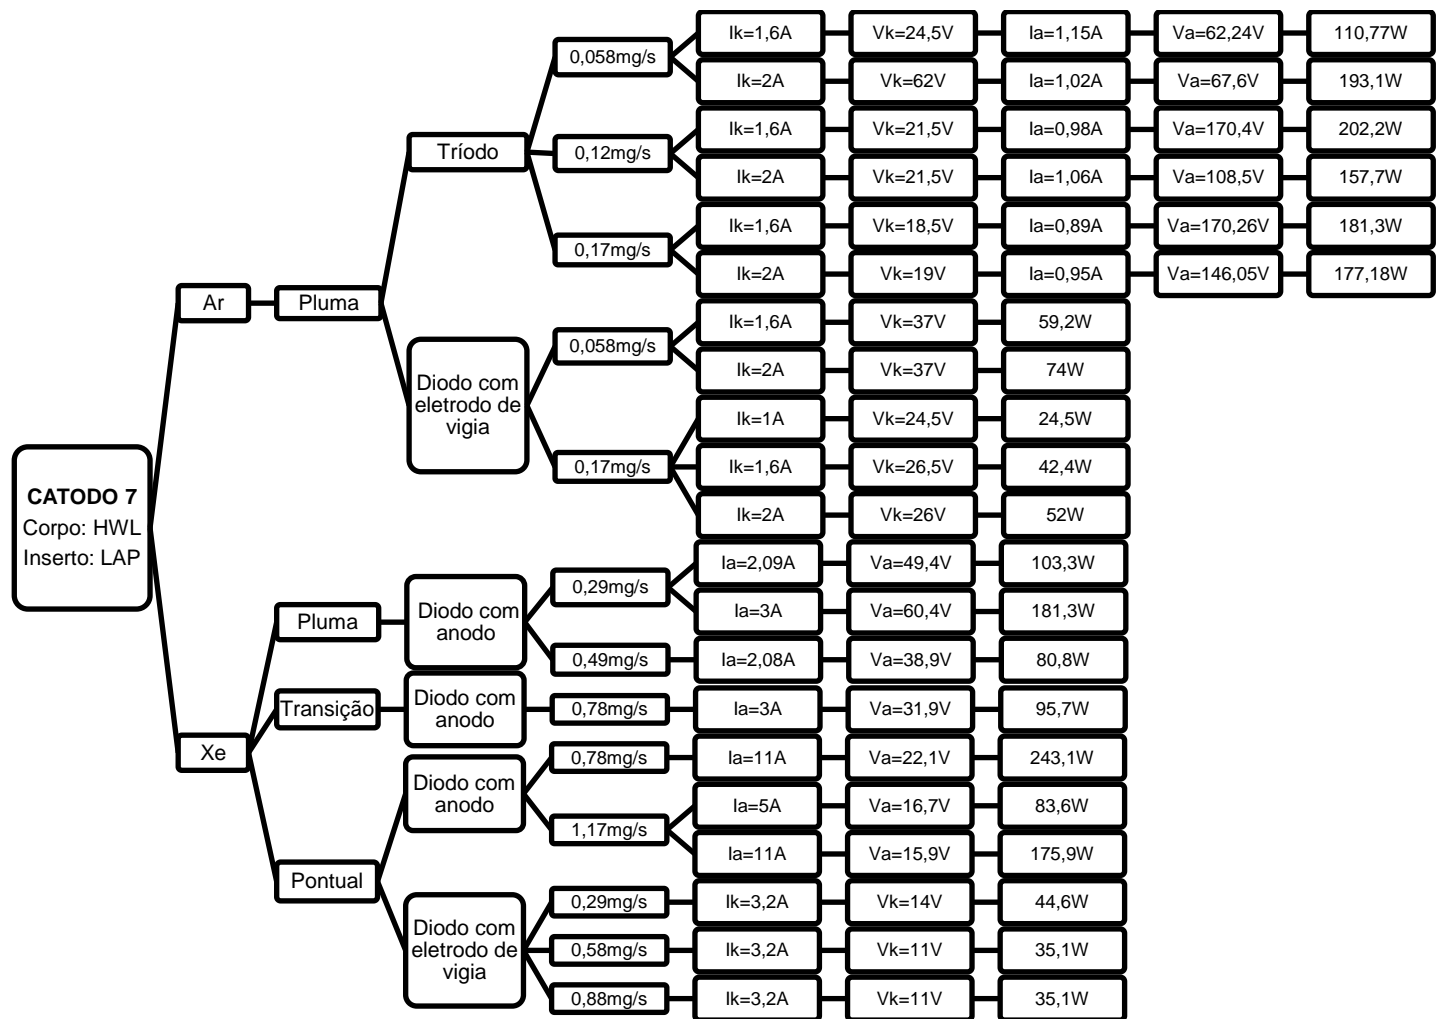 CATODO 7
Corpo: HWL
Inserto: LAP
Ar
Pluma
Tríodo
0,058mg/s
Ik=1,6A
Vk=24,5V
Ia=1,15A
Va=62,24V
110,77W
Ik=2A
Vk=62V
Ia=1,02A
Va=67,6V
193,1W
0,12mg/s
Ik=1,6A
Vk=21,5V
Ia=0,98A
Va=170,4V
202,2W
Ik=2A
Vk=21,5V
Ia=1,06A
Va=108,5V
157,7W
0,17mg/s
Ik=1,6A
Vk=18,5V
Ia=0,89A
Va=170,26V
181,3W
Ik=2A
Vk=19V
Ia=0,95A
Va=146,05V
177,18W
Diodo com
eletrodo de
vigia
0,058mg/s
Ik=1,6A
Vk=37V
59,2W
Ik=2A
Vk=37V
74W
0,17mg/s
Ik=1A
Vk=24,5V
24,5W
Ik=1,6A
Vk=26,5V
42,4W
Ik=2A
Vk=26V
52W
Xe
Pluma
Diodo com
anodo
0,29mg/s
Ia=2,09A
Va=49,4V
103,3W
Ia=3A
Va=60,4V
181,3W
0,49mg/s
Ia=2,08A
Va=38,9V
80,8W
Transição
Diodo com
anodo
0,78mg/s
Ia=3A
Va=31,9V
95,7W
Pontual
Diodo com
anodo
0,78mg/s
Ia=11A
Va=22,1V
243,1W
1,17mg/s
Ia=5A
Va=16,7V
83,6W
Ia=11A
Va=15,9V
175,9W
Diodo com
eletrodo de
vigia
0,29mg/s
Ik=3,2A
Vk=14V
44,6W
0,58mg/s
Ik=3,2A
Vk=11V
35,1W
0,88mg/s
Ik=3,2A
Vk=11V
35,1W